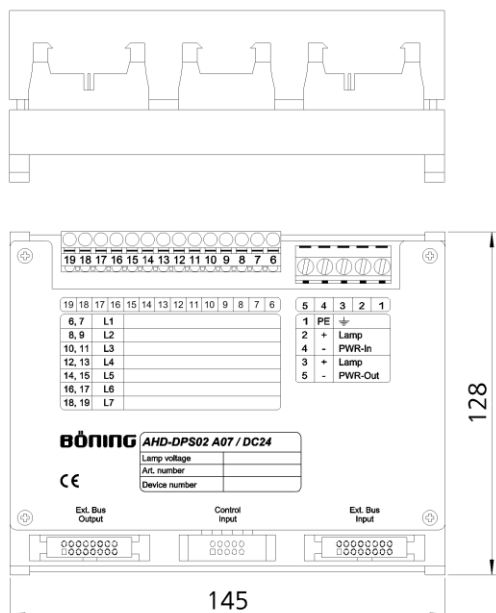 19 18 17 16 15 14 13 12 11 10 9 8 7 6
19 18 17 16 15 14 13 12 11 10 9 8 7 6
5 4 3 2 1
6, 7 L1
8, 9 L2
10, 11 L3
12, 13 L4
14, 15 L5
16, 17 L6
18, 19 L7
1 PE
2 + Lamp
4 - PWR-In
3 + Lamp
5 - PWR-Out
BÖNING AHD-DPS02 A07 / DC24
Lamp voltage
Art. number
Device number
CE
Ext. Bus
Output
Control
Input
Ext. Bus
Input
128
145